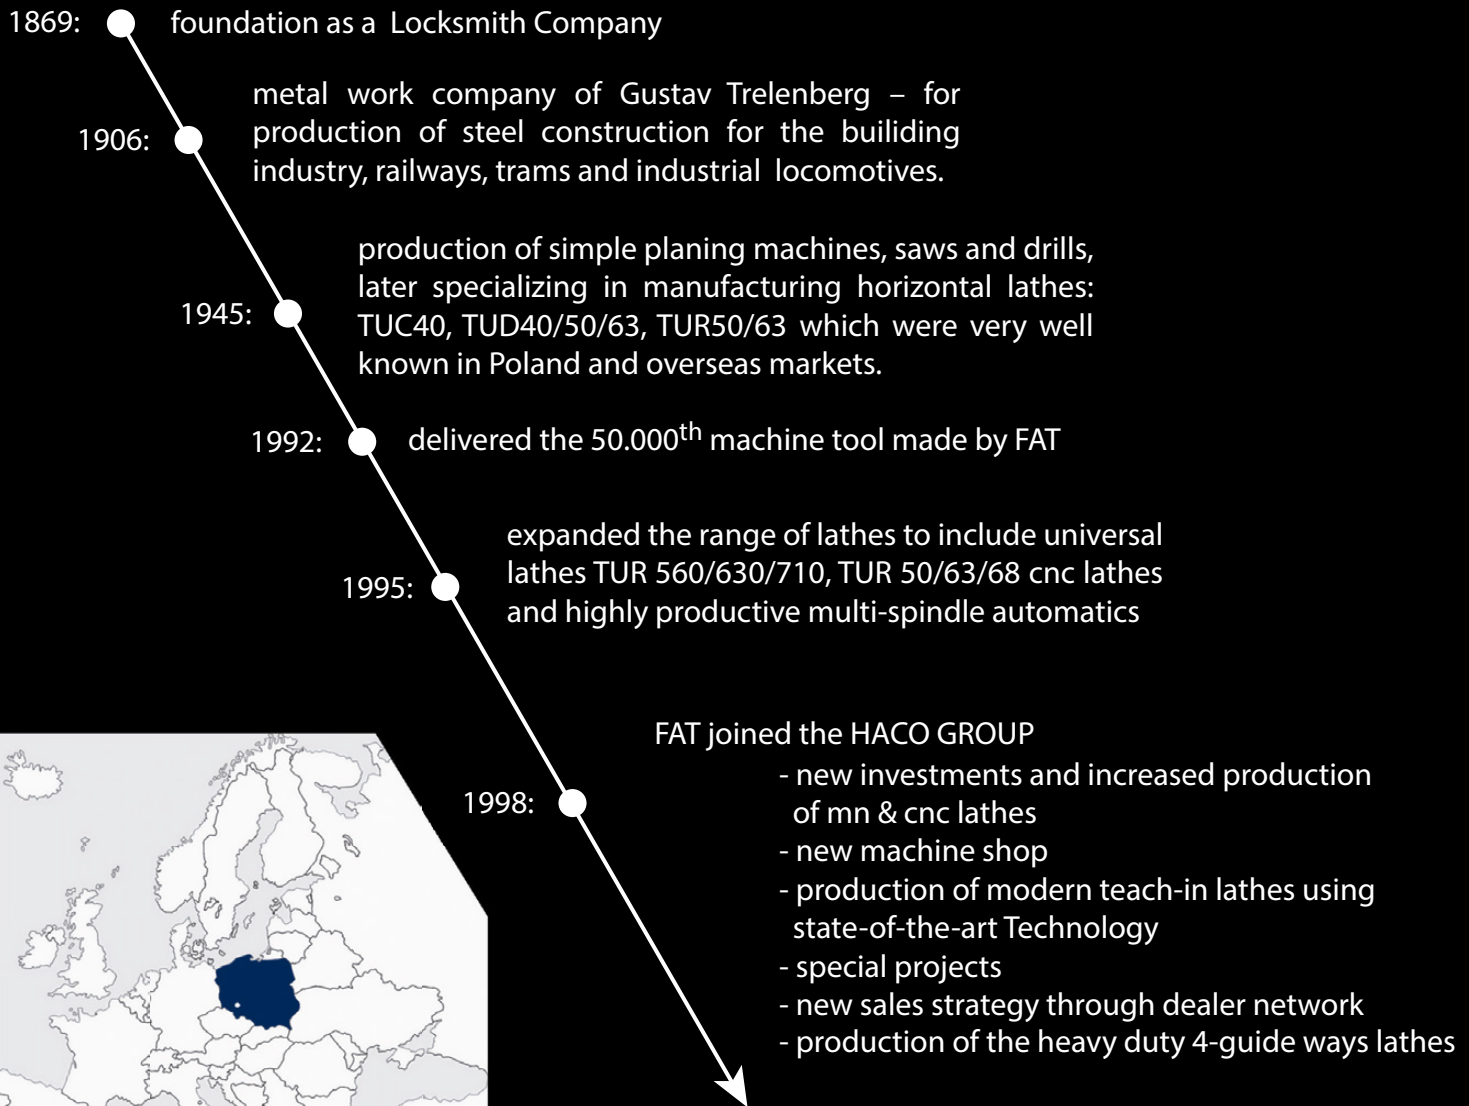 1869: foundation as a Locksmith Company
metal work company of Gustav Trelenberg – for
1906: production of steel construction for the builiding
industry, railways, trams and industrial locomotives.
production of simple planing machines, saws and drills,
later specializing in manufacturing horizontal lathes:
1945: TUC40, TUD40/50/63, TUR50/63 which were very well
known in Poland and overseas markets.
1992: delivered the 50.000th machine tool made by FAT
expanded the range of lathes to include universal
1995: lathes TUR 560/630/710, TUR 50/63/68 cnc lathes
and highly productive multi-spindle automatics
FAT joined the HACO GROUP
- new investments and increased production
1998: of mn & cnc lathes
- new machine shop
- production of modern teach-in lathes using
state-of-the-art Technology
- special projects
- new sales strategy through dealer network
- production of the heavy duty 4-guide ways lathes